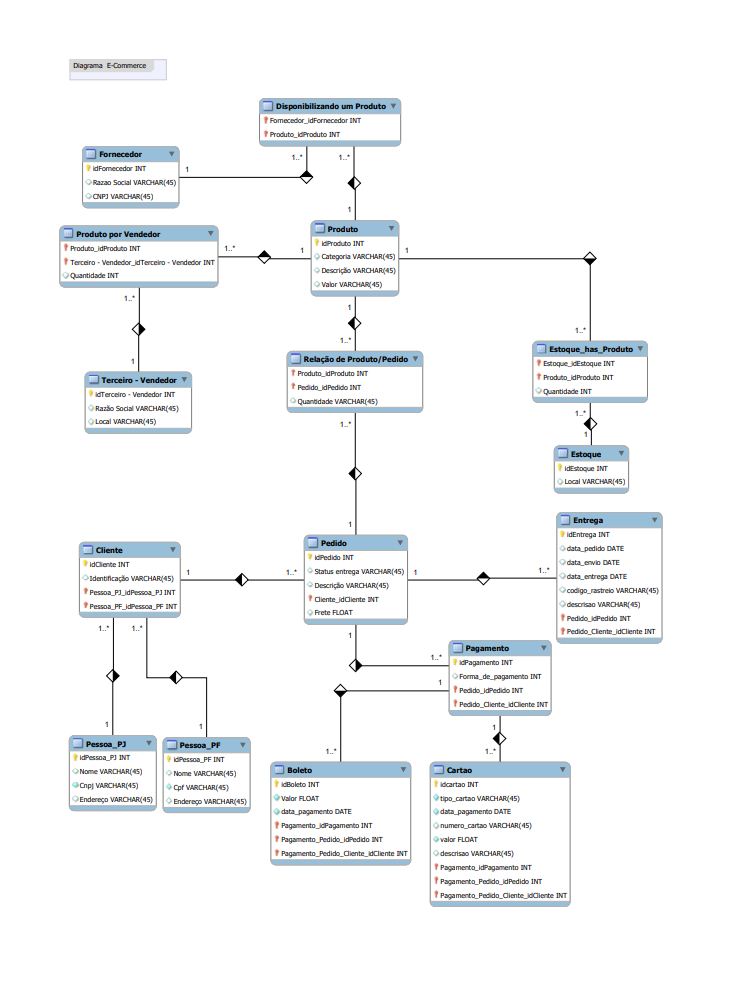 Diagrama E-Commerce
Disponibilizando um Produto
Fornecedor_idFornecedor INT
Produto_idProduto INT
1..*
1..*
Fornecedor
idFornecedor INT
Razao Social VARCHAR(45)
CNPJ VARCHAR(45)
1
1
Produto por Vendedor
Produto_idProduto INT
Terceiro - Vendedor_idTerceiro - Vendedor INT
Quantidade INT
1..*
1..*
1
Produto
idProduto INT
Categoria VARCHAR(45)
Descrição VARCHAR(45)
Valor VARCHAR(45)
1
1
1..*
1..*
Relação de Produto/Pedido
Produto_idProduto INT
Pedido_idPedido INT
Quantidade VARCHAR(45)
1..*
Estoque_has_Produto
Estoque_idEstoque INT
Produto_idProduto INT
Quantidade INT
1..*
1
1
Terceiro - Vendedor
idTerceiro - Vendedor INT
Razão Social VARCHAR(45)
Local VARCHAR(45)
Estoque
idEstoque INT
Local VARCHAR(45)
Entrega
idEntrega INT
data_pedido DATE
data_envio DATE
data_entrega DATE
codigo_rastreio VARCHAR(45)
descrisao VARCHAR(45)
Pedido_idPedido INT
Pedido_Cliente_idCliente INT
1
Cliente
idCliente INT
Identificação VARCHAR(45)
Pessoa_PJ_idPessoa_PJ INT
Pessoa_PF_idPessoa_PF INT
1
1..*
Pedido
idPedido INT
Status entrega VARCHAR(45)
Descrição VARCHAR(45)
Cliente_idCliente INT
Frete FLOAT
1
1..*
1..*
1..*
1
1..*
Pagamento
idPagamento INT
Forma_de_pagamento INT
Pedido_idPedido INT
Pedido_Cliente_idCliente INT
1
1
1
1
Pessoa_PJ
idPessoa_PJ INT
Nome VARCHAR(45)
Cnpj VARCHAR(45)
Endereço VARCHAR(45)
Pessoa_PF
idPessoa_PF INT
Nome VARCHAR(45)
Cpf VARCHAR(45)
Endereço VARCHAR(45)
1..*
1..*
Boleto
idBoleto INT
Valor FLOAT
data_pagamento DATE
Pagamento_idPagamento INT
Pagamento_Pedido_idPedido INT
Pagamento_Pedido_Cliente_idCliente INT
Cartao
idcartao INT
tipo_cartao VARCHAR(45)
data_pagamento DATE
numero_cartao VARCHAR(45)
valor FLOAT
descrisao VARCHAR(45)
Pagamento_idPagamento INT
Pagamento_Pedido_idPedido INT
Pagamento_Pedido_Cliente_idCliente INT